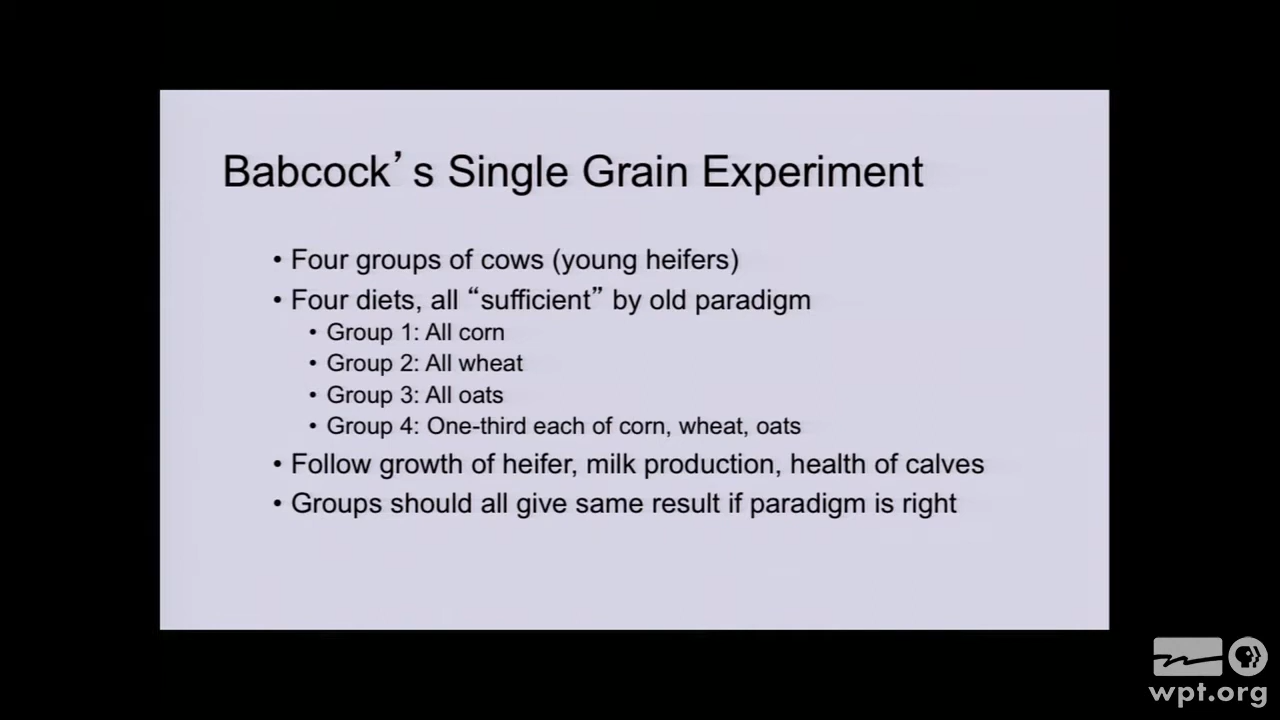 Babcock’s Single Grain Experiment
• Four groups of cows (young heifers)
• Four diets, all “sufficient” by old paradigm
• Group 1: All corn
• Group 2: All wheat
• Group 3: All oats
• Group 4: One-third each of corn, wheat, oats
• Follow growth of heifer, milk production, health of calves
• Groups should all give same result if paradigm is right
wpt.org